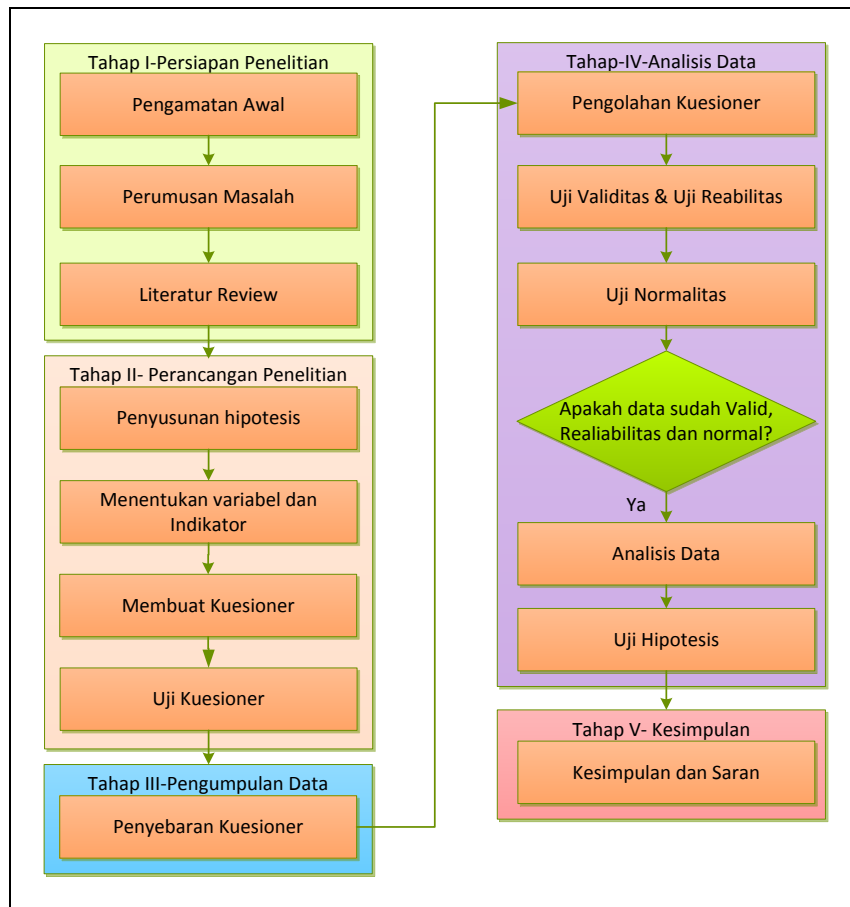 Tahap I-Persiapan Penelitian
Pengamatan Awal
Perumusan Masalah
Literatur Review
Tahap II- Perancangan Penelitian
Penyusunan hipotesis
Menentukan variabel dan
Indikator
Membuat Kuesioner
Uji Kuesioner
Tahap III-Pengumpulan Data
Penyebaran Kuesioner
Tahap-IV-Analisis Data
Pengolahan Kuesioner
Uji Validitas & Uji Reabilitas
Uji Normalitas
Apakah data sudah Valid,
Realiabilitas dan normal?
Ya
Analisis Data
Uji Hipotesis
Tahap V- Kesimpulan
Kesimpulan dan Saran